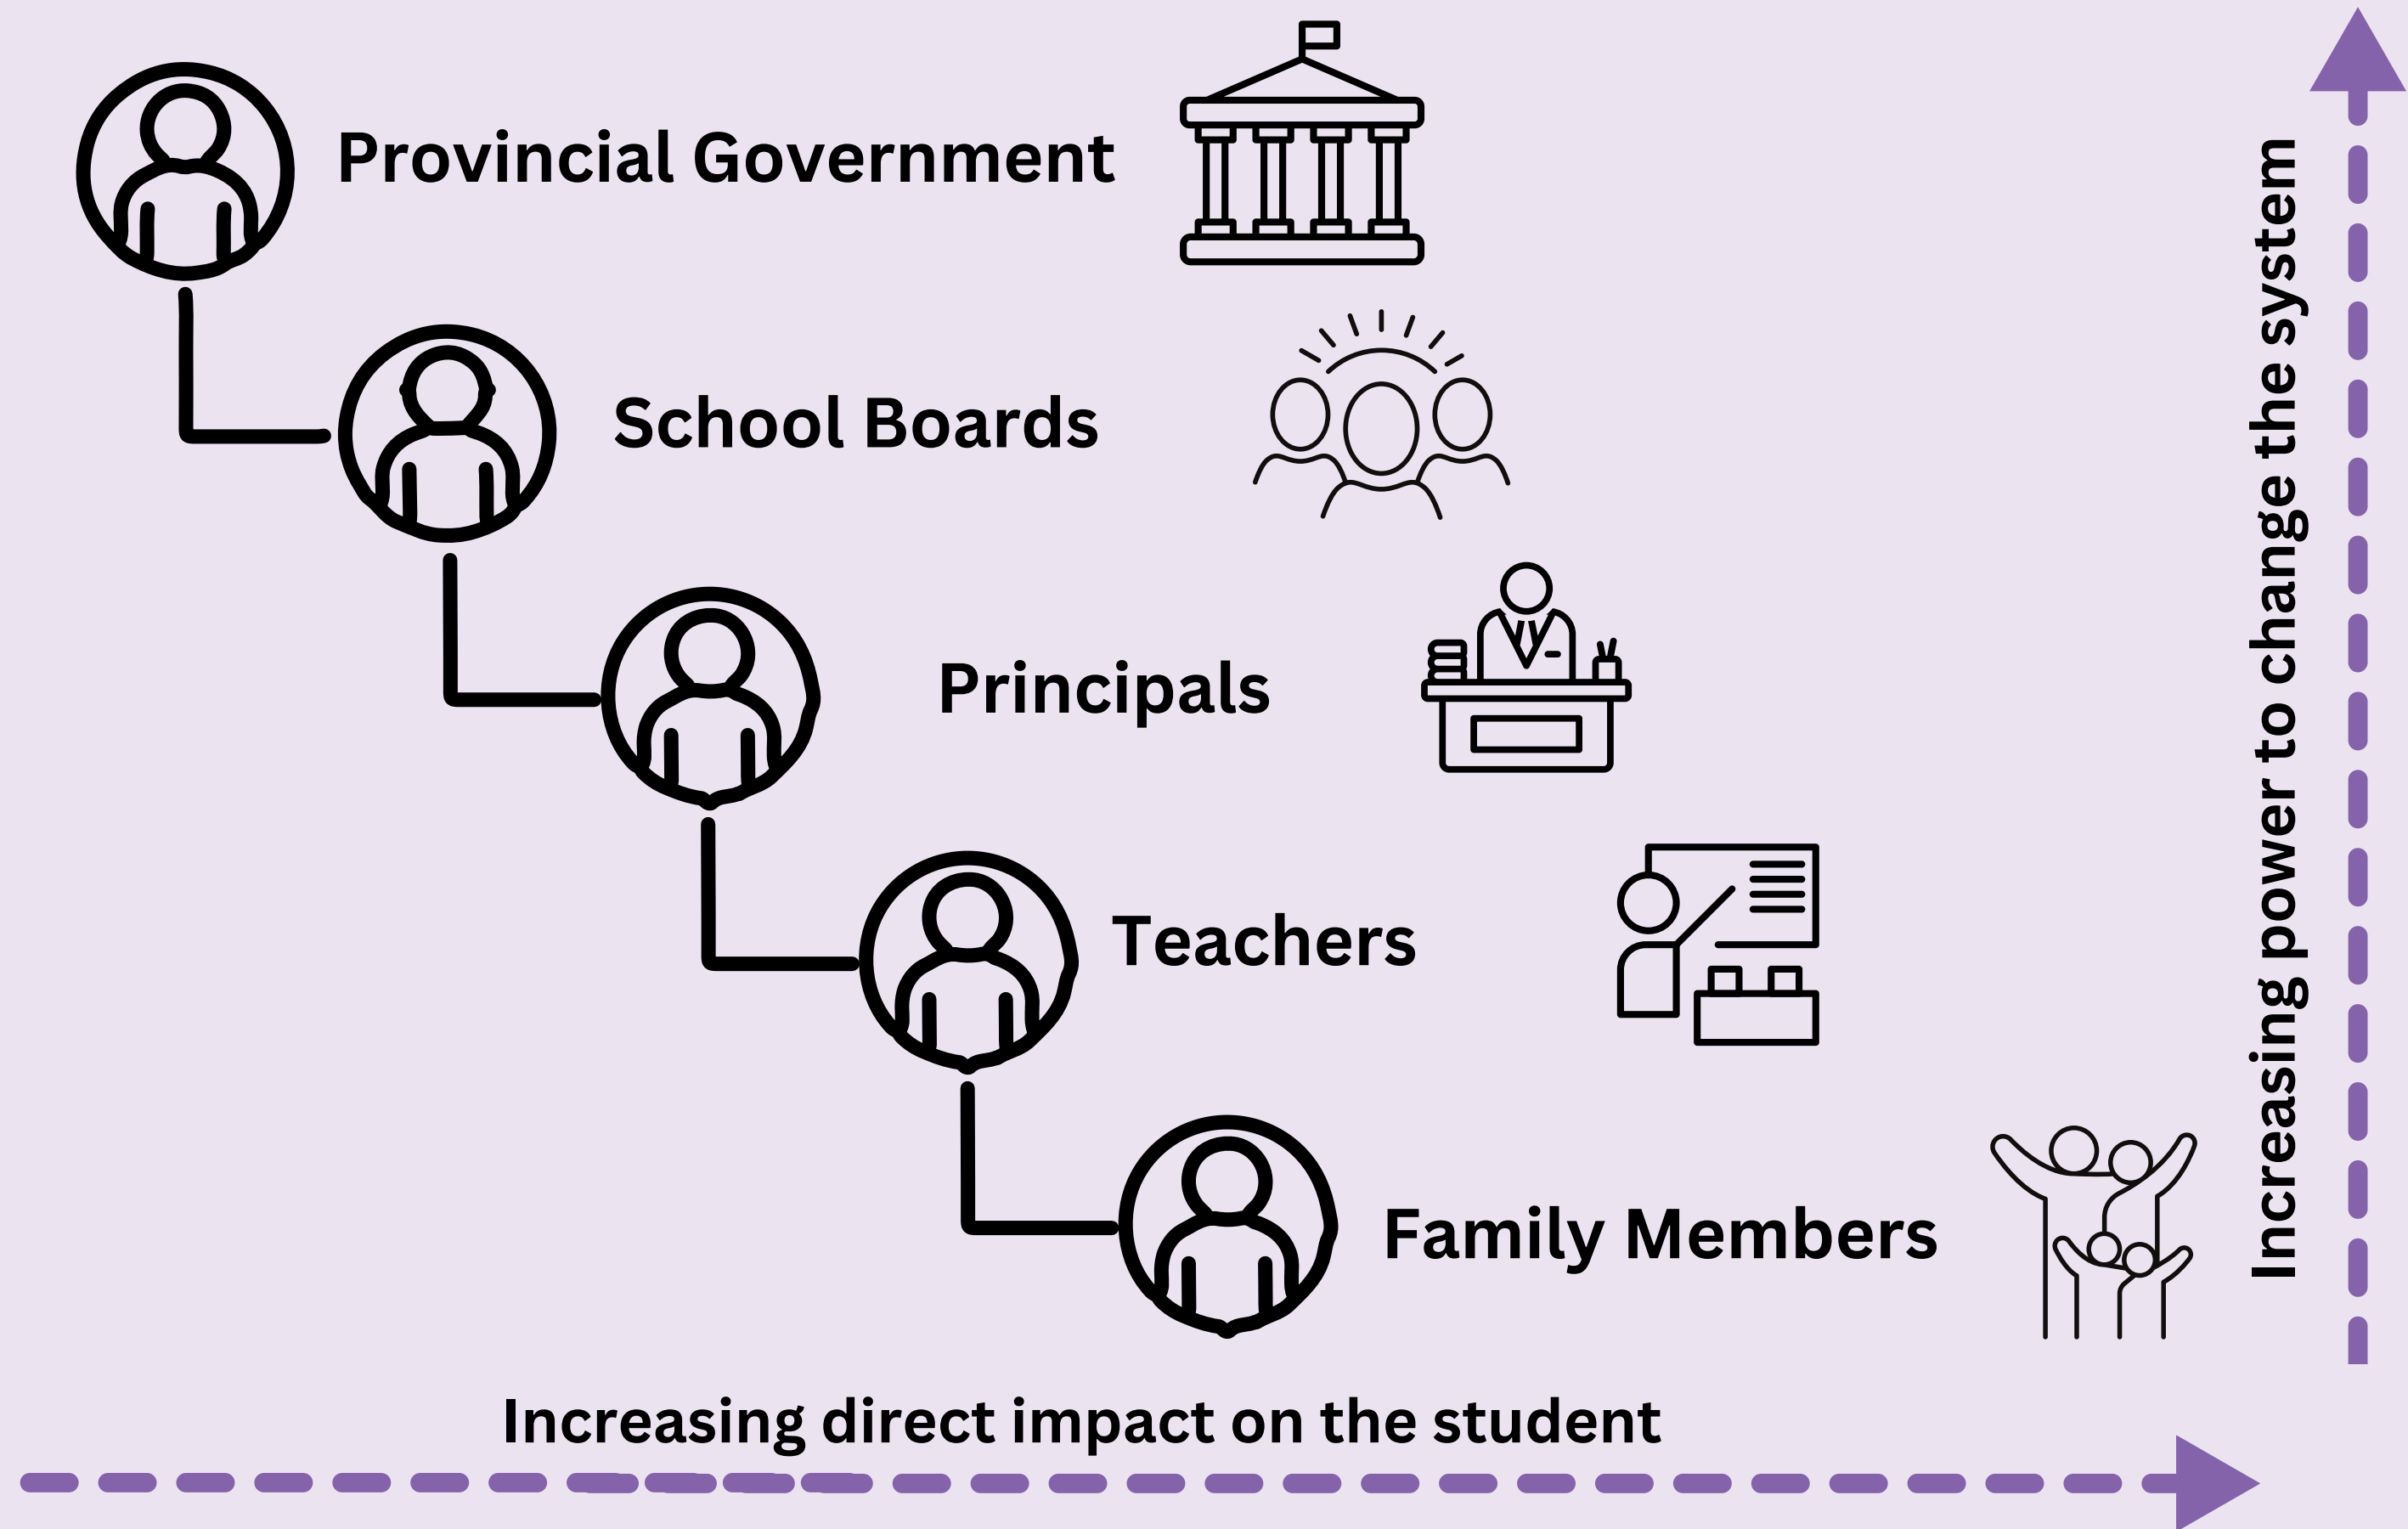 Provincial Government
School Boards
Principals
Teachers
Family Members
Increasing direct impact on the student
Increasing power to change the system